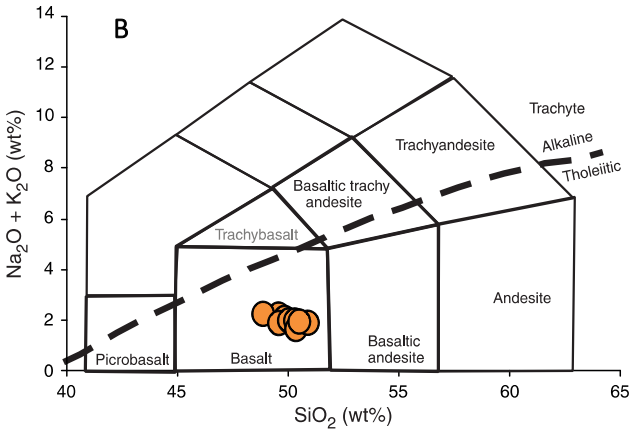 B
Na2O + K2O (wt%)
14
12
10
8
6
4
2
0
Trachyte
Alkaline
Tholeiitic
Trachyandesite
Basaltic trachy
andesite
Trachybasalt
Andesite
Picrobasalt
Basalt
Basaltic
andesite
40
45
50
55
60
65
SiO2 (wt%)